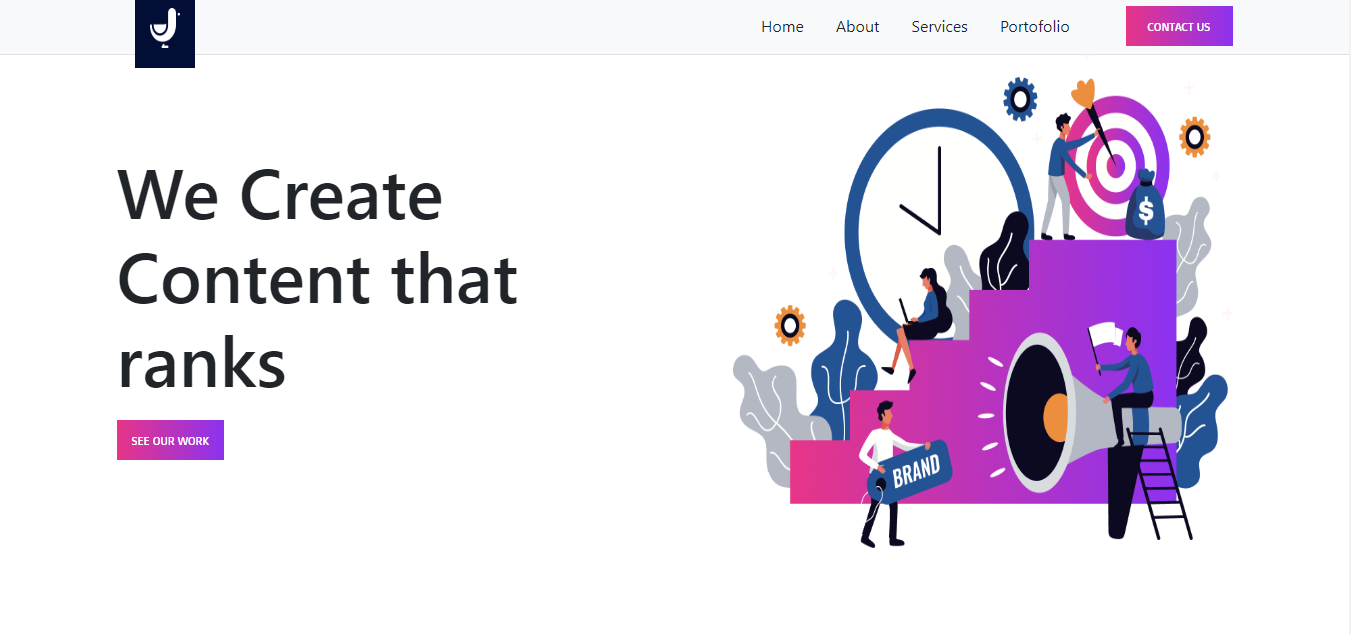 Home About Services Portofolio CONTACT US
We Create
Content that
ranks
SEE OUR WORK
$
BRAND